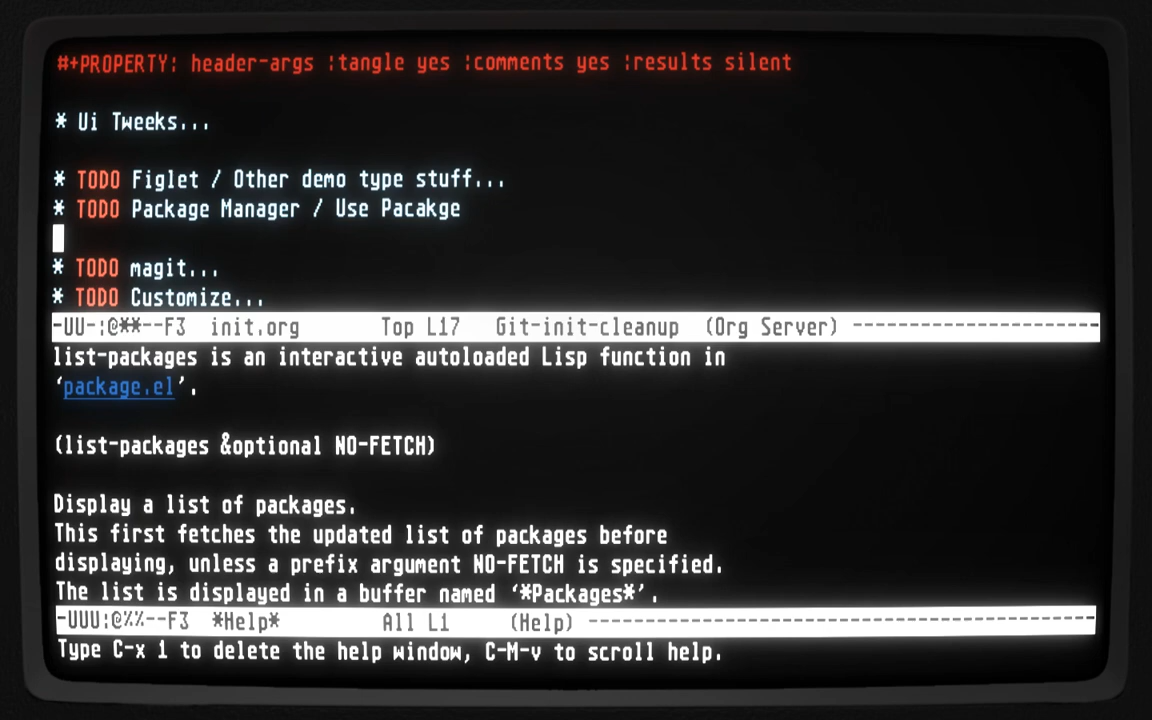 #+PROPERTY: header-args :tangle yes :comments yes :results silent
* Ui Tweeks...
* TODO Figlet / Other demo type stuff...
* TODO Package Manager / Use Pacakge
* TODO magit...
* TODO Customize...
-UU-:@**--F3  init.org       Top L17   Git-init-cleanup  (Org Server) ----------------------
list-packages is an interactive autoloaded Lisp function in
‘package.el’.
(list-packages &optional NO-FETCH)
Display a list of packages.
This first fetches the updated list of packages before
displaying, unless a prefix argument NO-FETCH is specified.
The list is displayed in a buffer named ‘*Packages*’.
-UUU:@%%--F3  *Help*         All L1     (Help) ---------------------------------------------
Type C-x 1 to delete the help window, C-M-v to scroll help.